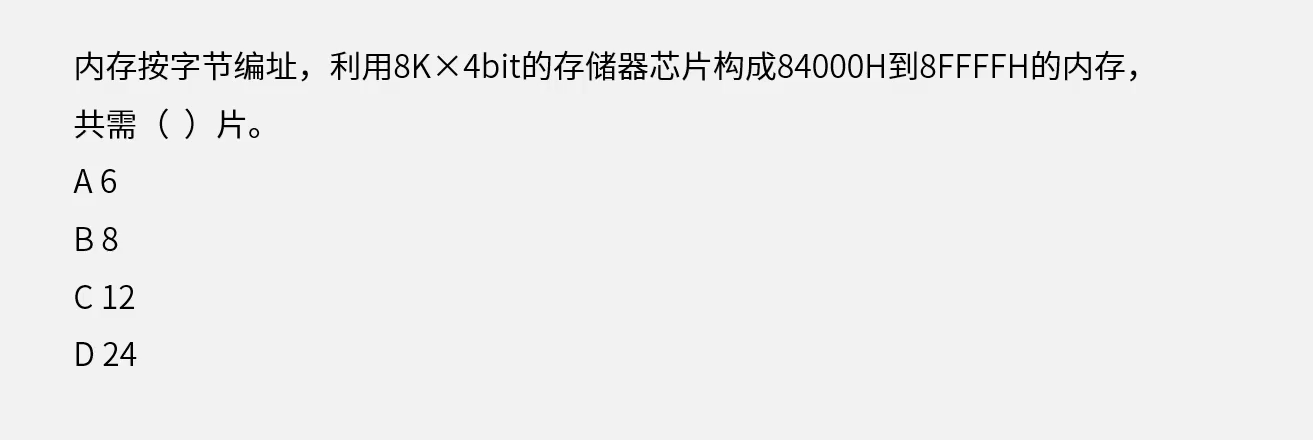 内存按字节编址，利用8K×4bit的存储器芯片构成84000H到8FFFFH的内存，
共需（ ）片。
A 6
B 8
C 12
D 24